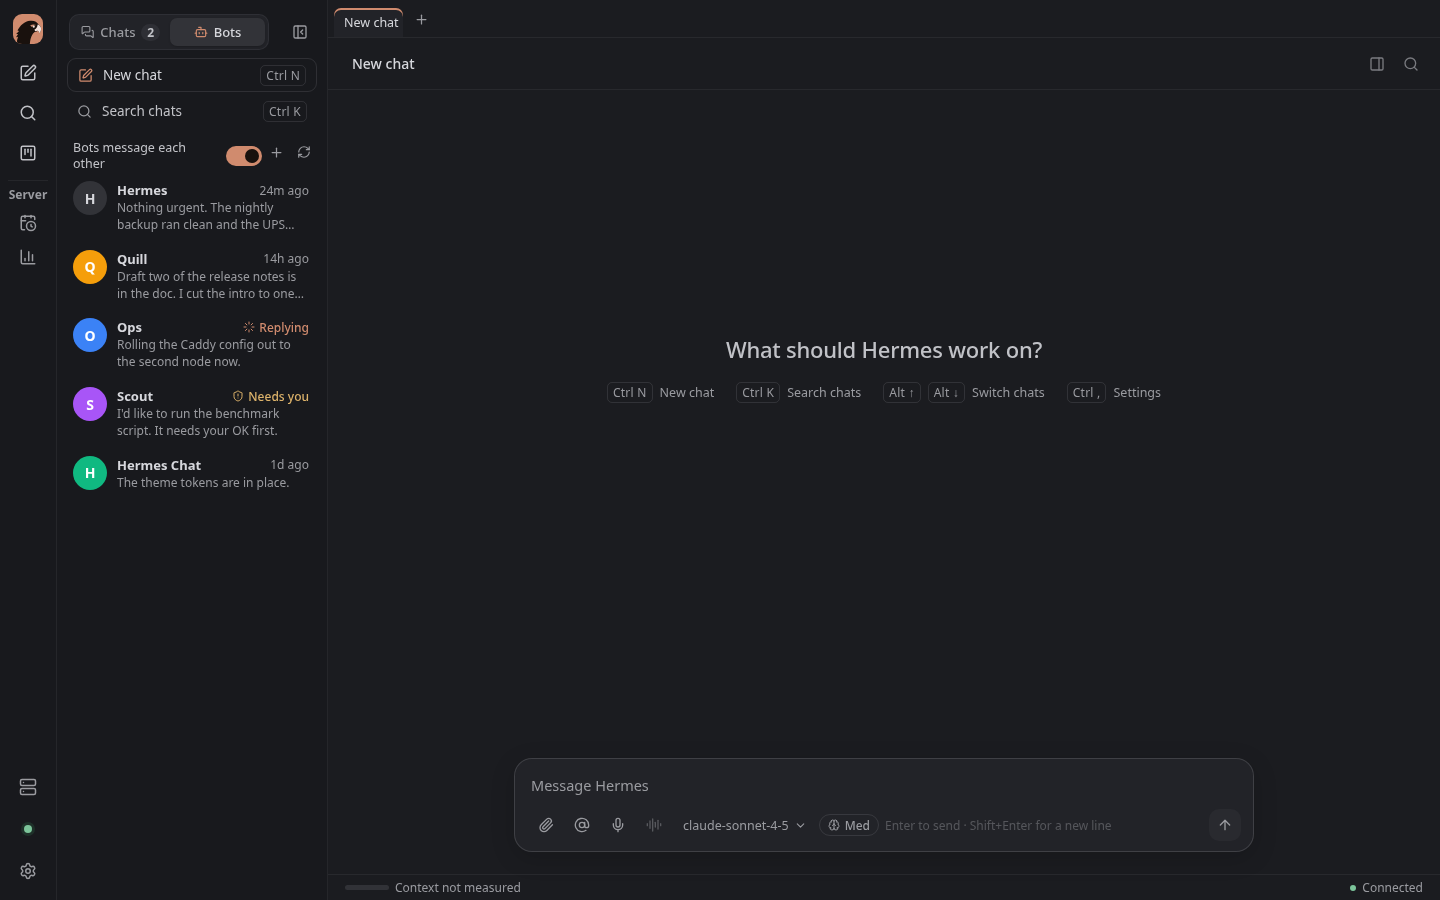 Chats 2
Bots
New chat
New chat Ctrl N
Search chats Ctrl K
Bots message each
other
Server
Hermes 24m ago
H
Nothing urgent. The nightly
backup ran clean and the UPS...
Quill 14h ago
Q
Draft two of the release notes is
in the doc. I cut the intro to one...
Ops Replying
O
Rolling the Caddy config out to
the second node now.
Scout Needs you
S
I'd like to run the benchmark
script. It needs your OK first.
Hermes Chat 1d ago
H
The theme tokens are in place.
New chat
What should Hermes work on?
Ctrl N New chat Ctrl K Search chats Alt ↑ Alt ↓ Switch chats Ctrl , Settings
Message Hermes
claude-sonnet-4-5 Med Enter to send · Shift+Enter for a new line
Context not measured
Connected